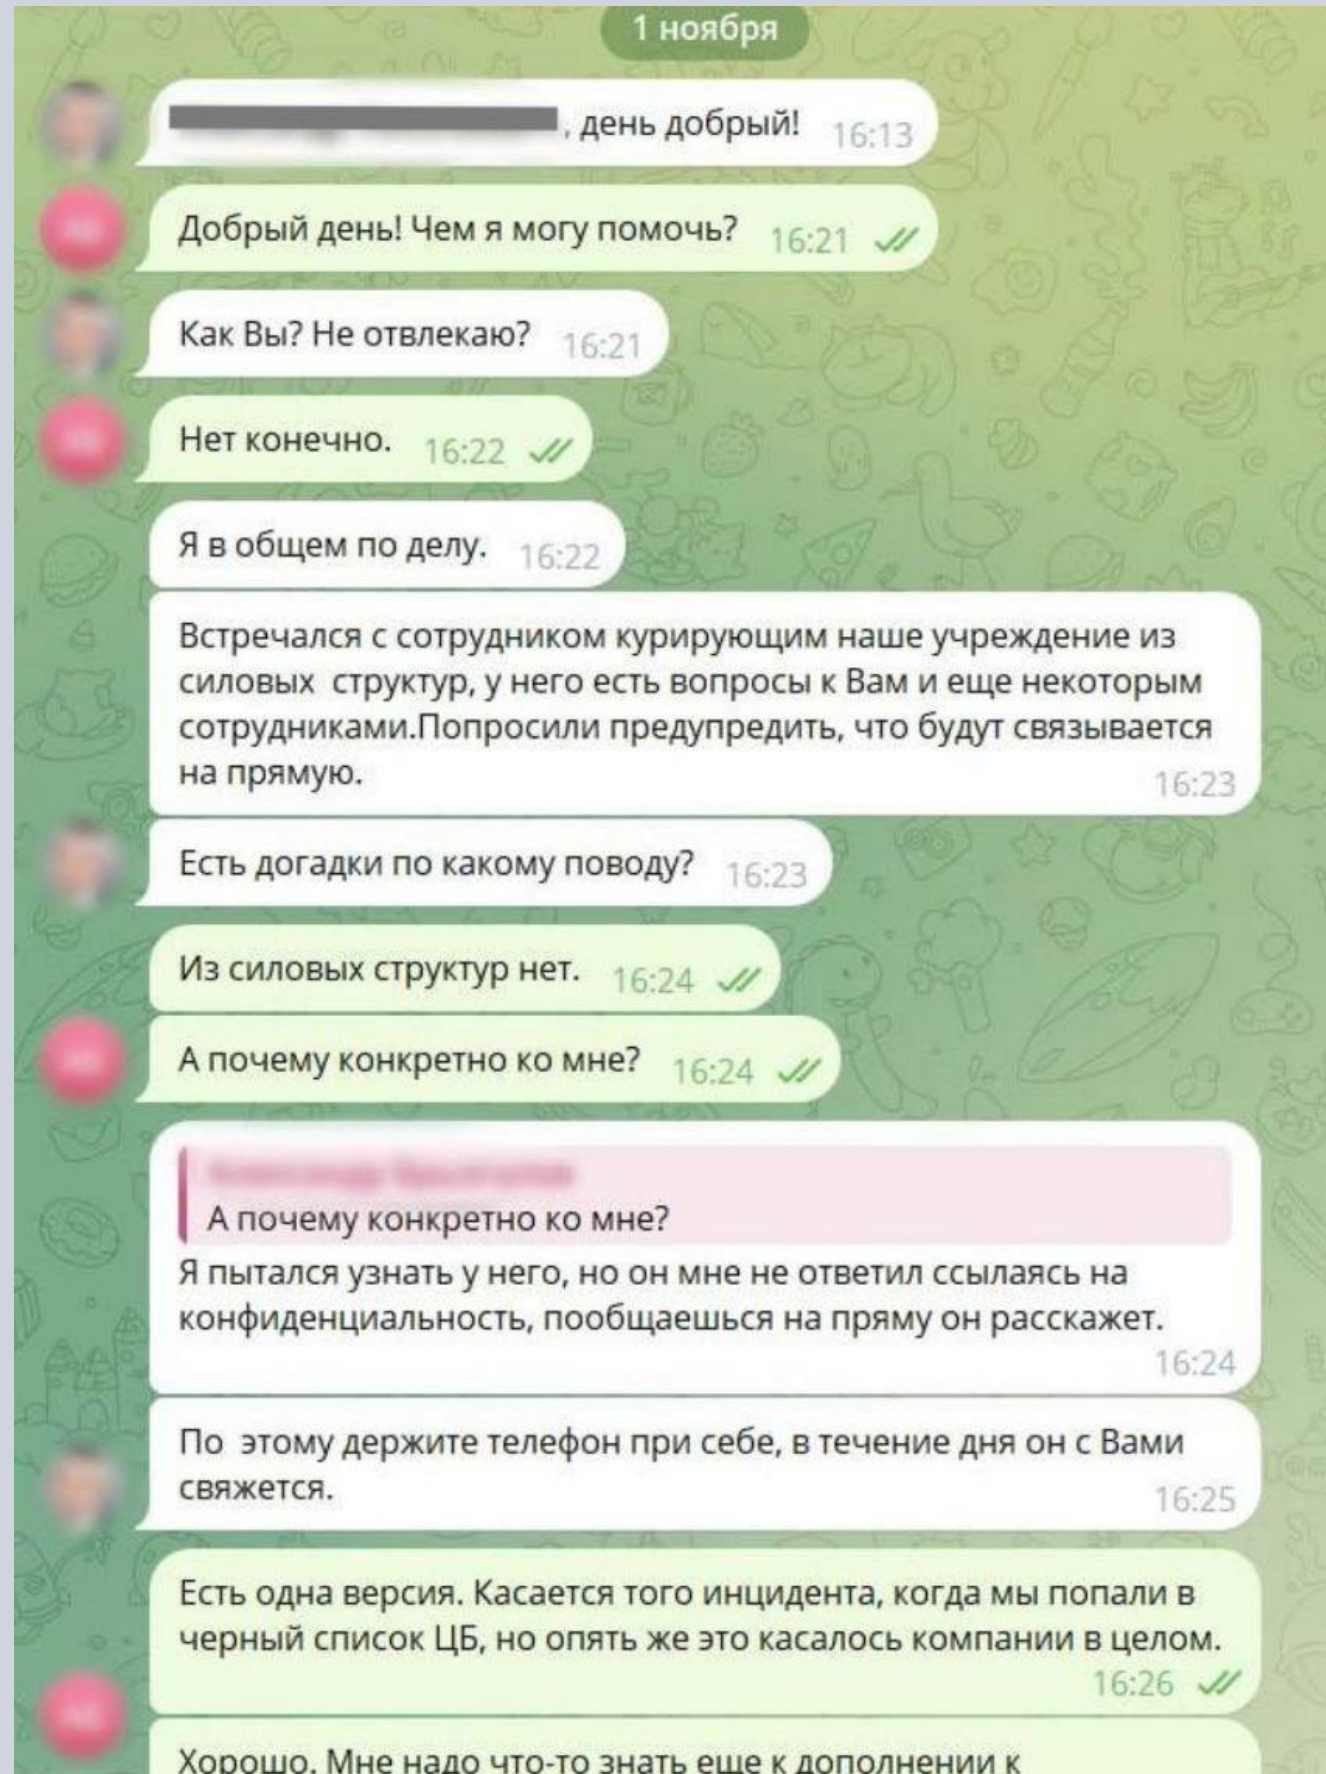 1 ноября
, день добрый! 16:13
Добрый день! Чем я могу помочь? 16:21
Как Вы? Не отвлекаю? 16:21
Нет конечно. 16:22
Я в общем по делу. 16:22
Встречался с сотрудником курирующим наше учреждение из
силовых структур, у него есть вопросы к Вам и еще некоторым
сотрудниками.Попросили предупредить, что будут связывается
на прямую. 16:23
Есть догадки по какому поводу? 16:23
Из силовых структур нет. 16:24
А почему конкретно ко мне? 16:24
А почему конкретно ко мне?
Я пытался узнать у него, но он мне не ответил ссылаясь на
конфиденциальность, пообщаешься на пряму он расскажет.
16:24
По этому держите телефон при себе, в течение дня он с Вами
свяжется. 16:25
Есть одна версия. Касается того инцидента, когда мы попали в
черный список ЦБ, но опять же это касалось компании в целом.
16:26
Хорошо. Мне надо что-то знать еще к дополнении к